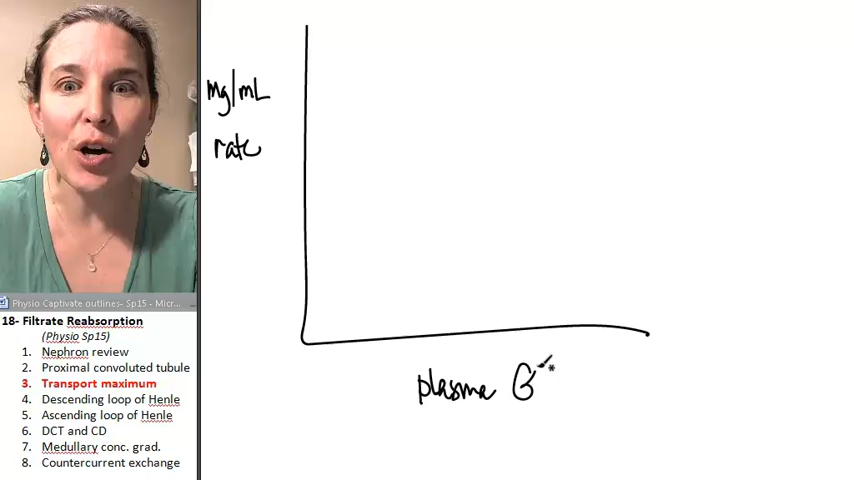 mg/mL
rate
plasma G
Physio Captivate outlines- Sp15 - Micr...
18- Filtrate Reabsorption
(Physio Sp15)
1. Nephron review
2. Proximal convoluted tubule
3. Transport maximum
4. Descending loop of Henle
5. Ascending loop of Henle
6. DCT and CD
7. Medullary conc. grad.
8. Countercurrent exchange